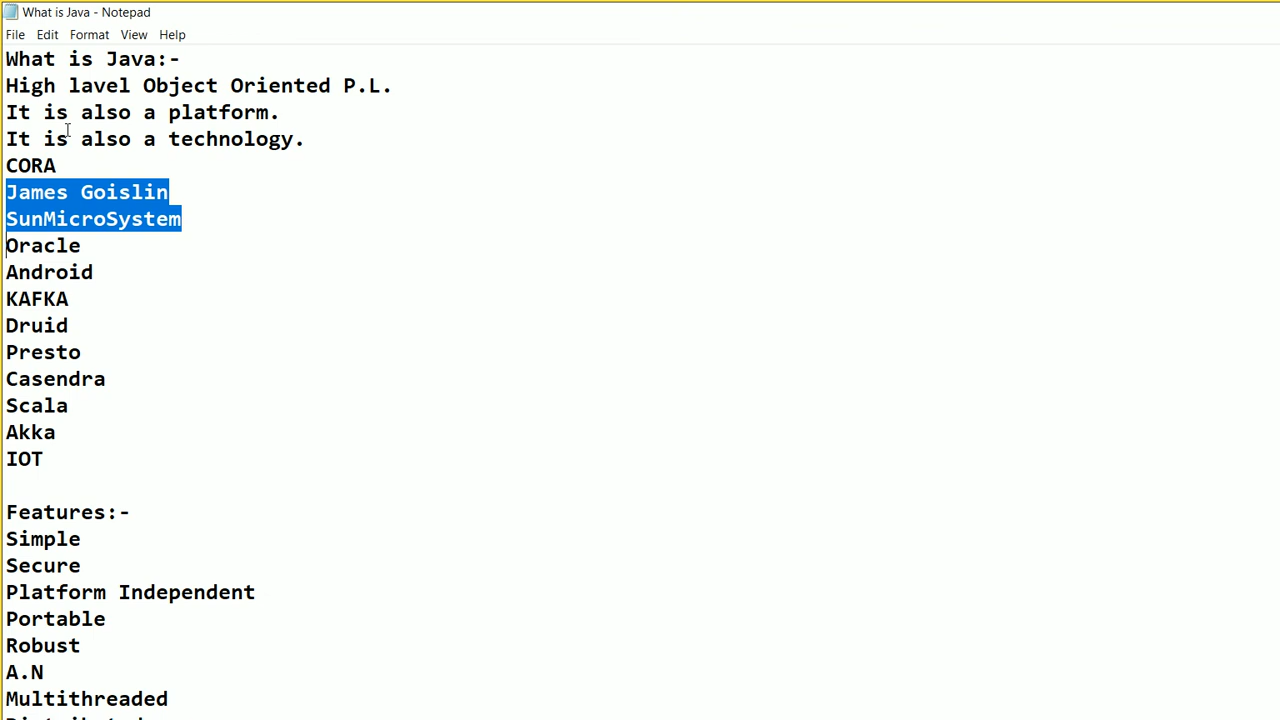 What is Java - Notepad
File Edit Format View Help
What is Java:-
High lavel Object Oriented P.L.
It is also a platform.
It is also a technology.
CORA
James Goislin
SunMicroSystem
Oracle
Android
KAFKA
Druid
Presto
Casendra
Scala
Akka
IOT
Features:-
Simple
Secure
Platform Independent
Portable
Robust
A.N
Multithreaded